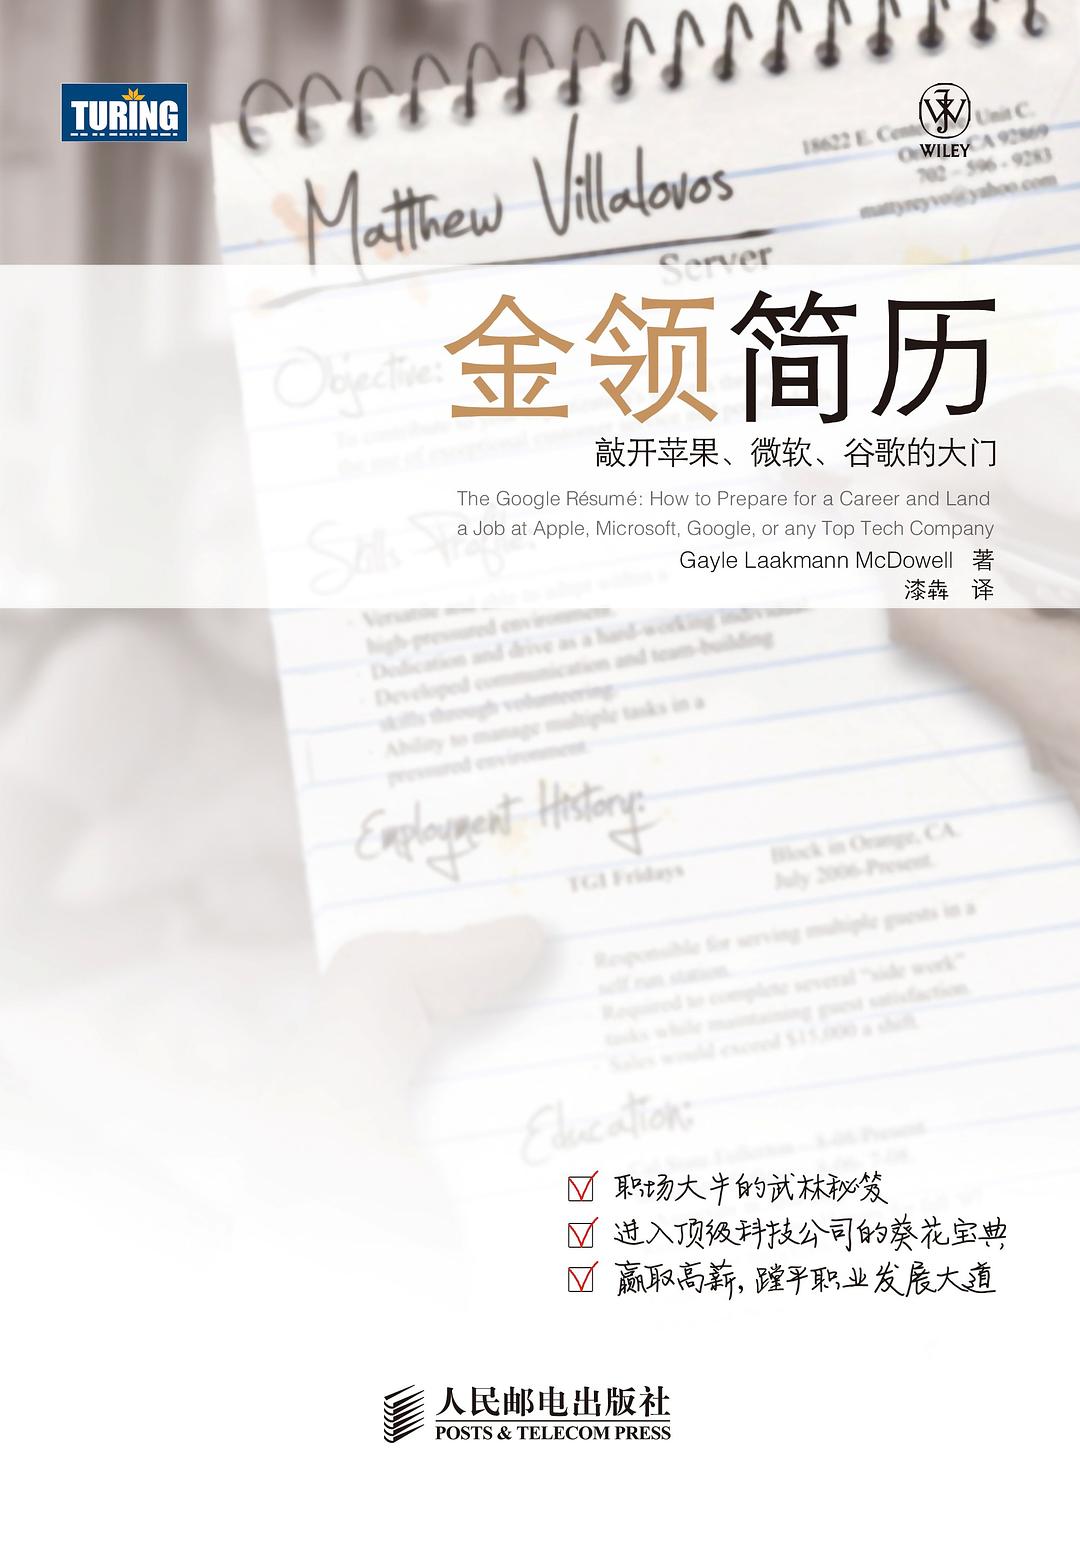 TURING
WILEY
18622 E. Center Unit C.
CA 92869
702 - 596 - 9283
mattyreyvo@yahoo.com
Matthew Villalovos
Server
金领简历
敲开苹果、微软、谷歌的大门
The Google Résumé: How to Prepare for a Career and Land
a Job at Apple, Microsoft, Google, or any Top Tech Company
Gayle Laakmann McDowell 著
漆犇 译
Objective:
Skills Profile:
Versatile and able to adapt within a
high-pressured environment.
Dedication and drive as a hard-working individual
Developed communication and team-building
skills through volunteering.
Ability to manage multiple tasks in a
pressured environment.
Employment History:
TGI Fridays
Block in Orange, CA.
July 2006-Present.
Responsible for serving multiple guests in a
self run station.
Required to complete several "side work"
tasks while maintaining guest satisfaction.
Sales would exceed $15,000 a shift.
Education:
职场大牛的武林秘笈
进入顶级科技公司的葵花宝典
赢取高薪，蹚平职业发展大道
人民邮电出版社
POSTS & TELECOM PRESS